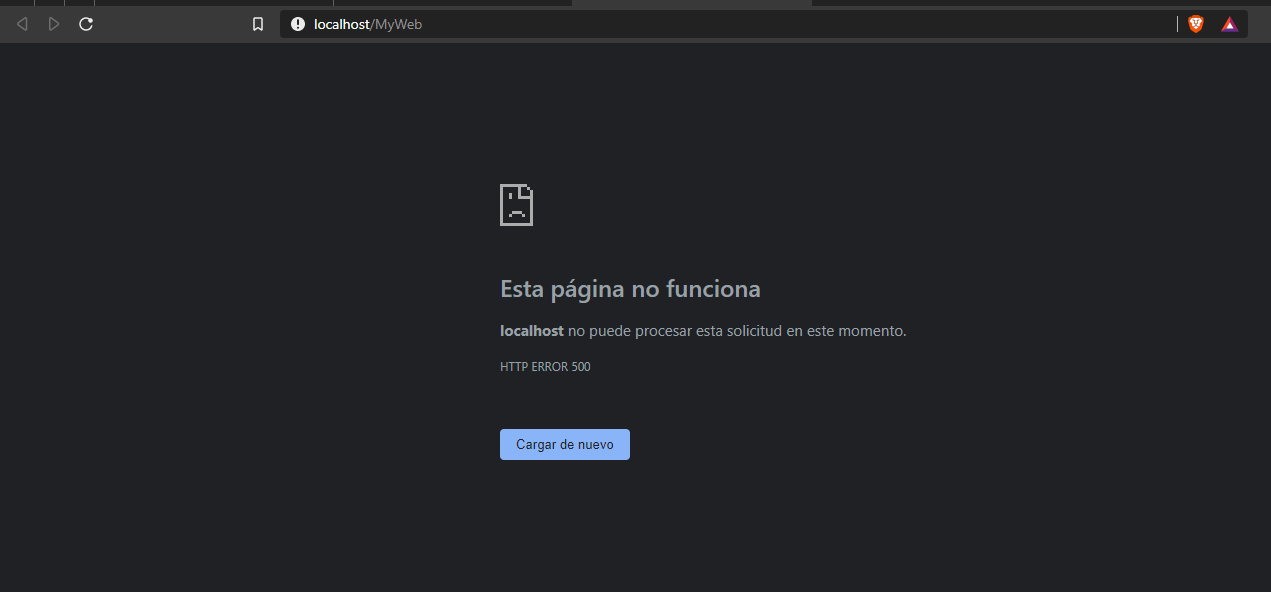 localhost/MyWeb
Esta página no funciona
localhost no puede procesar esta solicitud en este momento.
HTTP ERROR 500
Cargar de nuevo